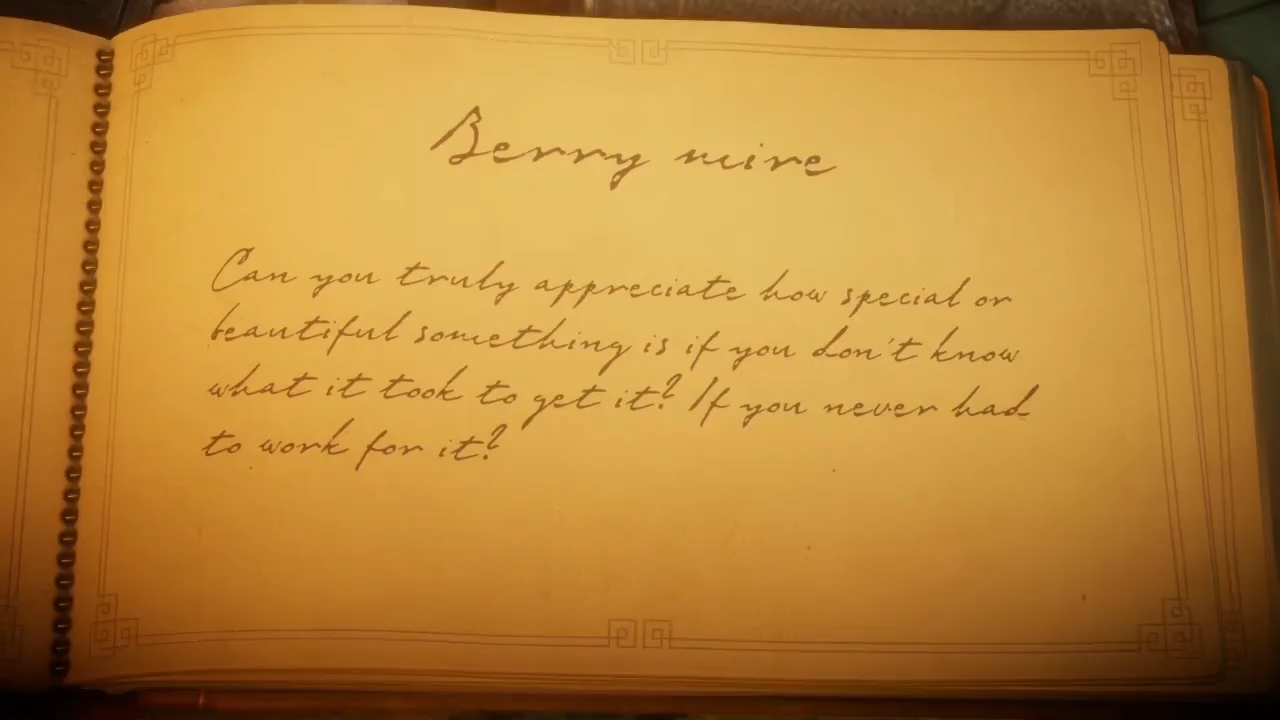 Berry mire
Can you truly appreciate how special or
beautiful something is if you don't know
what it took to get it? If you never had
to work for it?